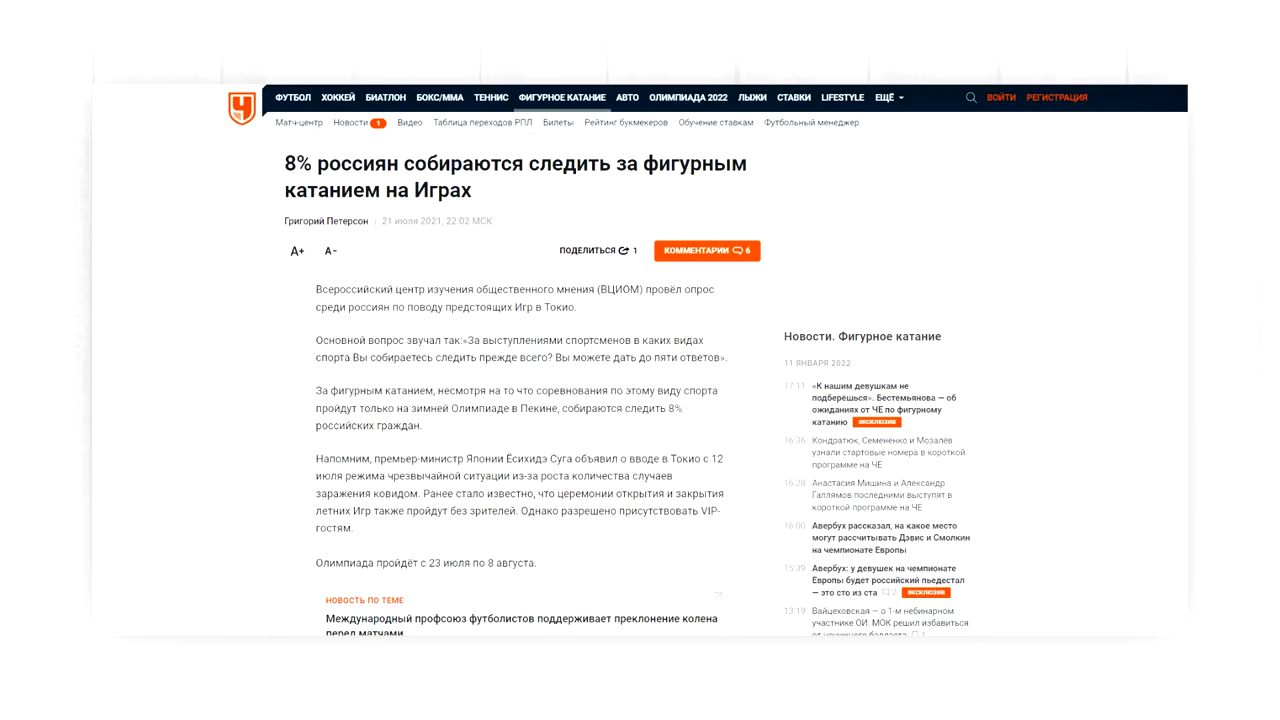 Ч
ФУТБОЛ ХОККЕЙ БИАТЛОН БОКС/ММА ТЕННИС ФИГУРНОЕ КАТАНИЕ АВТО ОЛИМПИАДА 2022 ЛЫЖИ СТАВКИ LIFESTYLE ЕЩЁ ВОЙТИ РЕГИСТРАЦИЯ
Матч-центр Новости 1 Видео Таблица переходов РПЛ Билеты Рейтинг букмекеров Обучение ставкам Футбольный менеджер
8% россиян собираются следить за фигурным
катанием на Играх
Григорий Петерсон | 21 июля 2021, 22:02 МСК
A+ A- ПОДЕЛИТЬСЯ 1 КОММЕНТАРИИ 6
Всероссийский центр изучения общественного мнения (ВЦИОМ) провёл опрос
среди россиян по поводу предстоящих Игр в Токио.
Основной вопрос звучал так:«За выступлениями спортсменов в каких видах
спорта Вы собираетесь следить прежде всего? Вы можете дать до пяти ответов».
За фигурным катанием, несмотря на то что соревнования по этому виду спорта
пройдут только на зимней Олимпиаде в Пекине, собираются следить 8%
российских граждан.
Напомним, премьер-министр Японии Ёсихидэ Суга объявил о вводе в Токио с 12
июля режима чрезвычайной ситуации из-за роста количества случаев
заражения ковидом. Ранее стало известно, что церемонии открытия и закрытия
летних Игр также пройдут без зрителей. Однако разрешено присутствовать VIP-
гостям.
Олимпиада пройдёт с 23 июля по 8 августа.
НОВОСТЬ ПО ТЕМЕ
Международный профсоюз футболистов поддерживает преклонение колена
перед матчами
Новости. Фигурное катание
11 ЯНВАРЯ 2022
17:11 «К нашим девушкам не
подберёшься». Бестемьянова — об
ожиданиях от ЧЕ по фигурному
катанию ЭКСКЛЮЗИВ
16:36 Кондратюк, Семененко и Мозалёв
узнали стартовые номера в короткой
программе на ЧЕ
16:28 Анастасия Мишина и Александр
Галлямов последними выступят в
короткой программе на ЧЕ
16:00 Авербух рассказал, на какое место
могут рассчитывать Дэвис и Смолкин
на чемпионате Европы
15:39 Авербух: у девушек на чемпионате
Европы будет российский пьедестал
— это сто из ста 2 ЭКСКЛЮЗИВ
13:19 Вайцеховская — о 1-м небинарном
участнике ОИ: МОК решил избавиться
от ненужного балласта 1